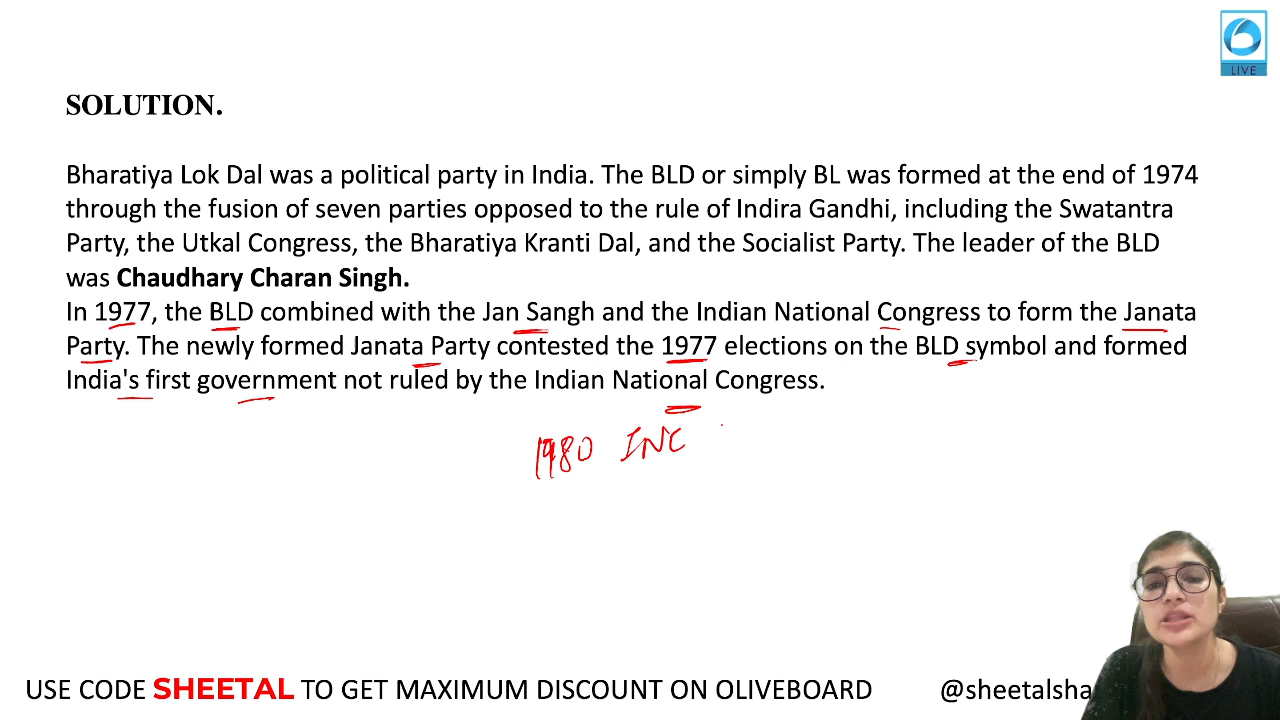 LIVE
SOLUTION.
Bharatiya Lok Dal was a political party in India. The BLD or simply BL was formed at the end of 1974
through the fusion of seven parties opposed to the rule of Indira Gandhi, including the Swatantra
Party, the Utkal Congress, the Bharatiya Kranti Dal, and the Socialist Party. The leader of the BLD
was Chaudhary Charan Singh.
In 1977, the BLD combined with the Jan Sangh and the Indian National Congress to form the Janata
Party. The newly formed Janata Party contested the 1977 elections on the BLD symbol and formed
India's first government not ruled by the Indian National Congress.
1980 INC
USE CODE SHEETAL TO GET MAXIMUM DISCOUNT ON OLIVEBOARD @sheetalsha